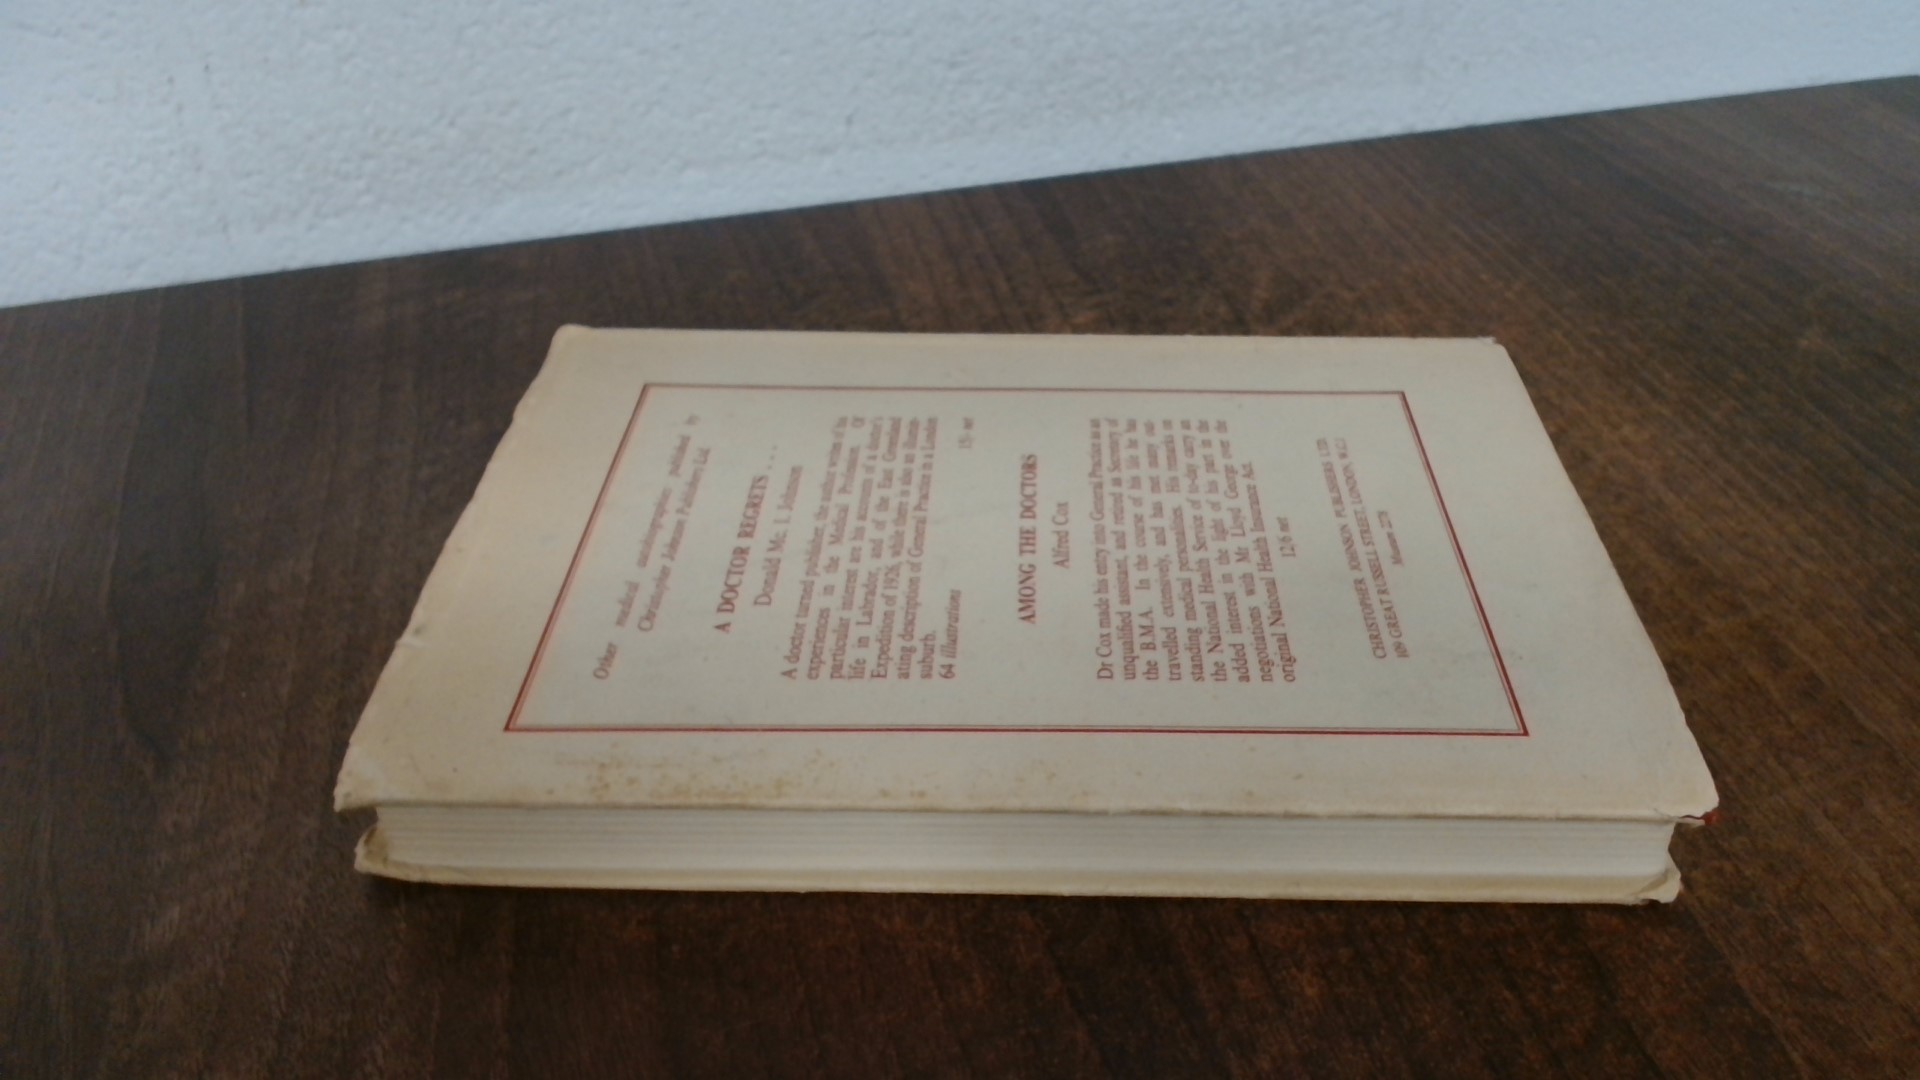 Other medical autobiographies published by
Christopher Johnson Publishers Ltd.
A DOCTOR REGRETS . . .
Donald Mc. I. Johnson
A doctor turned publisher, the author writes of his
experiences in the Medical Profession. Of
particular interest are his accounts of a doctor's
life in Labrador, and of the East Greenland
Expedition of 1926, while there is also an illumin-
ating description of General Practice in a London
suburb.
64 illustrations 15/- net
AMONG THE DOCTORS
Alfred Cox
Dr Cox made his entry into General Practice as an
unqualified assistant, and retired as Secretary of
the B.M.A. In the course of his life he has
travelled extensively, and has met many out-
standing medical personalities. His remarks on
the National Health Service of to-day carry an
added interest in the light of his part in the
negotiations with Mr Lloyd George over the
original National Health Insurance Act.
12/6 net
CHRISTOPHER JOHNSON PUBLISHERS LTD.
109 GREAT RUSSELL STREET, LONDON, W.C.1
Museum 2278